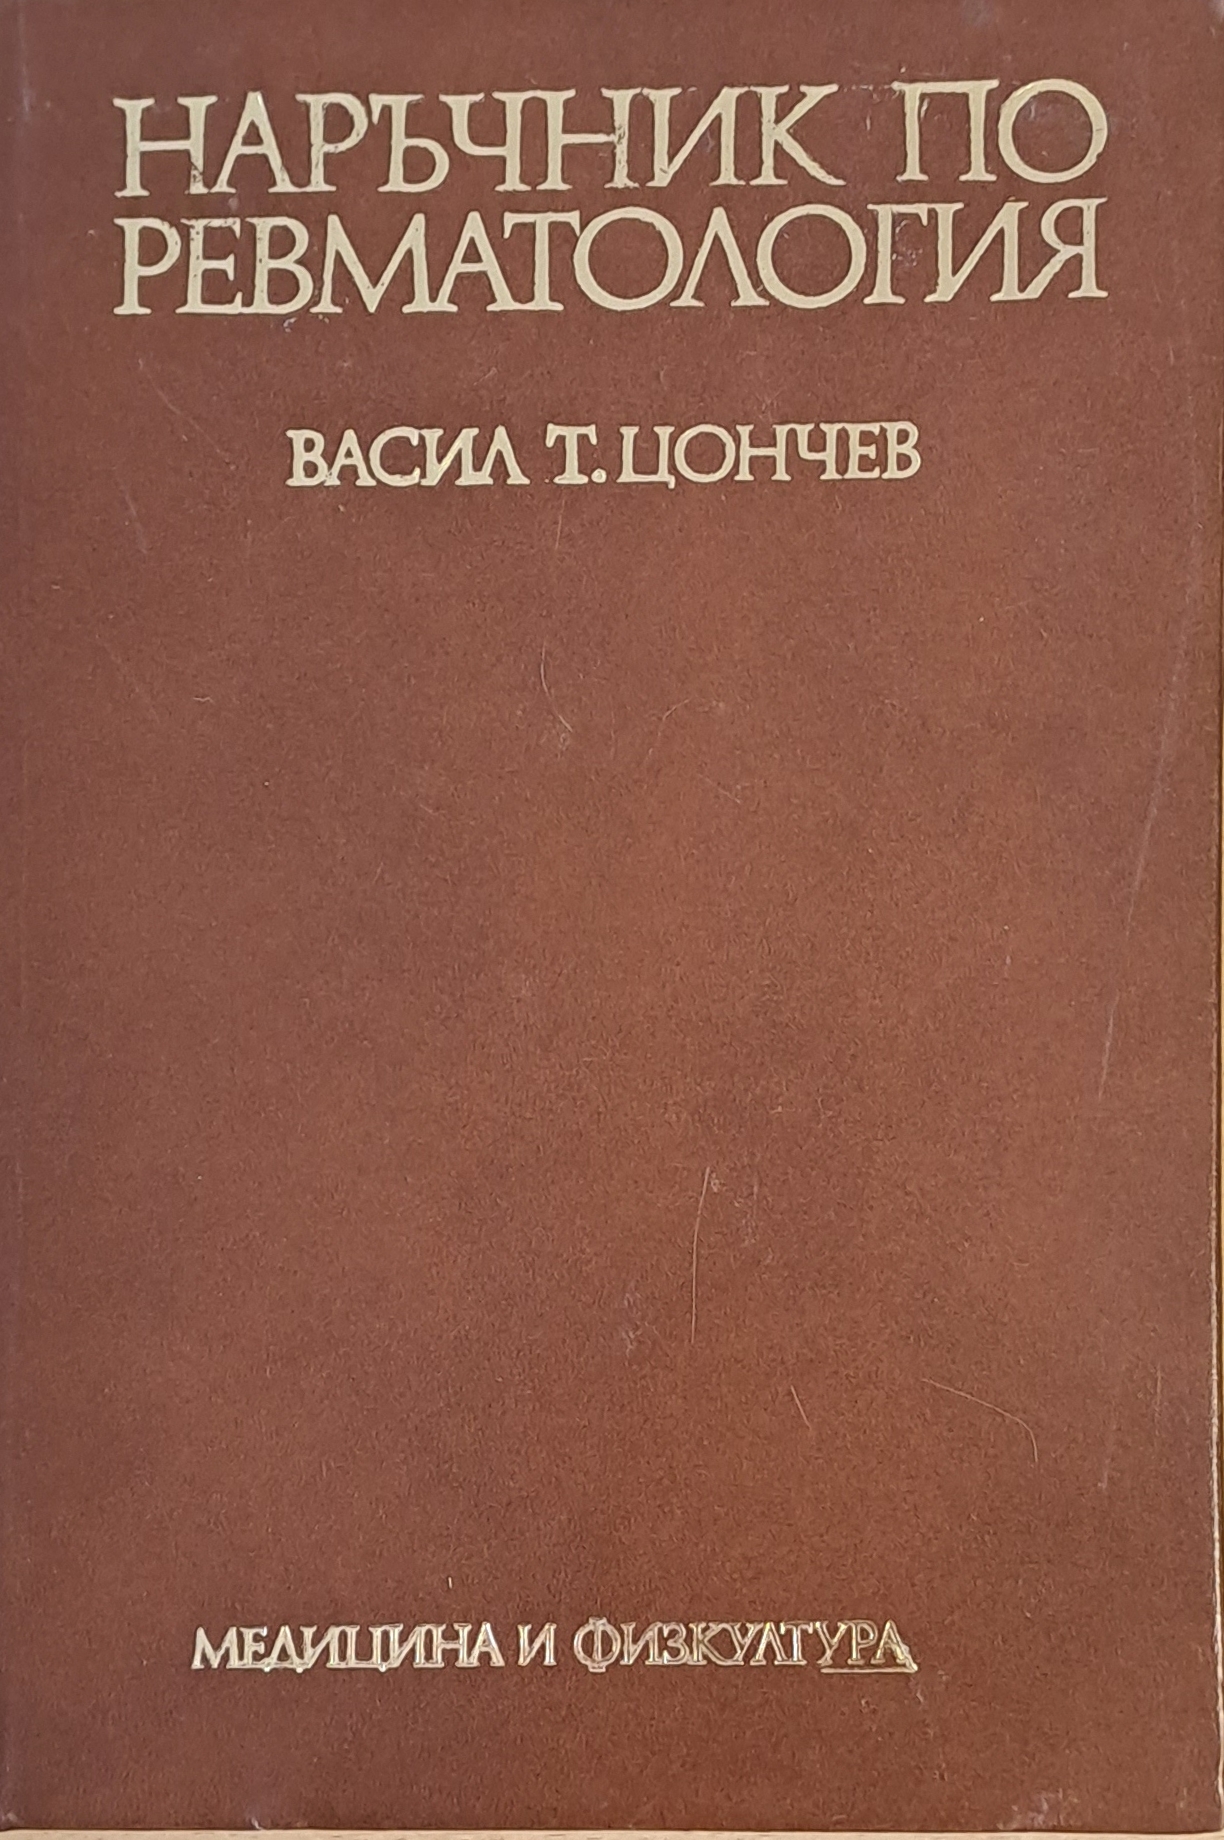 НАРЪЧНИК ПО
РЕВМАТОЛОГИЯ
ВАСИЛ Т. ЦОНЧЕВ
МЕДИЦИНА И ФИЗКУЛТУРА